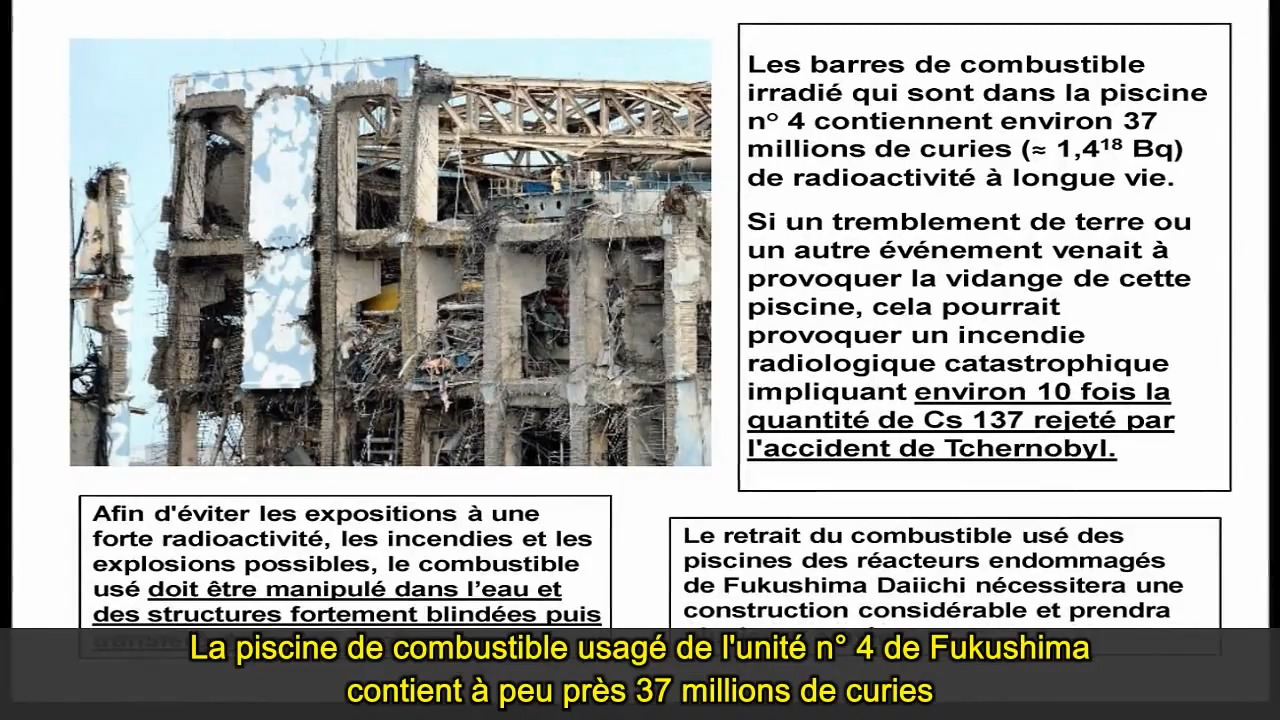 Les barres de combustible
irradié qui sont dans la piscine
n° 4 contiennent environ 37
millions de curies (≈ 1,4¹⁸ Bq)
de radioactivité à longue vie.
Si un tremblement de terre ou
un autre événement venait à
provoquer la vidange de cette
piscine, cela pourrait
provoquer un incendie
radiologique catastrophique
impliquant environ 10 fois la
quantité de Cs 137 rejeté par
l'accident de Tchernobyl.
Afin d'éviter les expositions à une
forte radioactivité, les incendies et les
explosions possibles, le combustible
usé doit être manipulé dans l’eau et
des structures fortement blindées puis
Le retrait du combustible usé des
piscines des réacteurs endommagés
de Fukushima Daiichi nécessitera une
construction considérable et prendra
La piscine de combustible usagé de l'unité n° 4 de Fukushima
contient à peu près 37 millions de curies